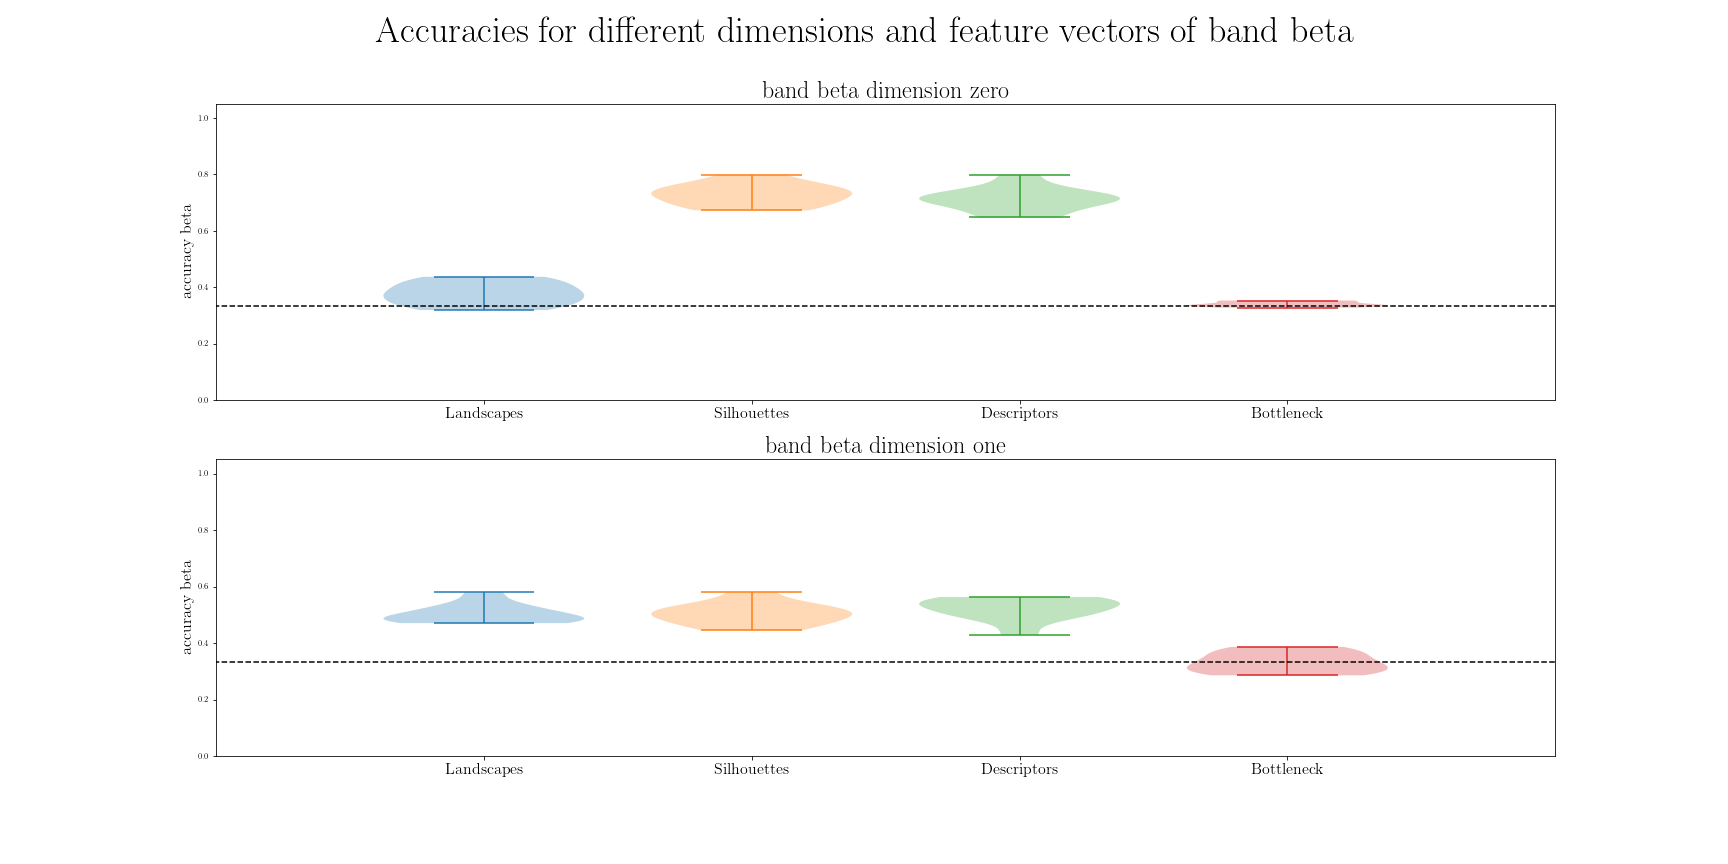 Accuracies for different dimensions and feature vectors of band beta
band beta dimension zero
accuracy beta
1.0
0.8
0.6
0.4
0.2
0.0
Landscapes Silhouettes Descriptors Bottleneck
band beta dimension one
accuracy beta
1.0
0.8
0.6
0.4
0.2
0.0
Landscapes Silhouettes Descriptors Bottleneck